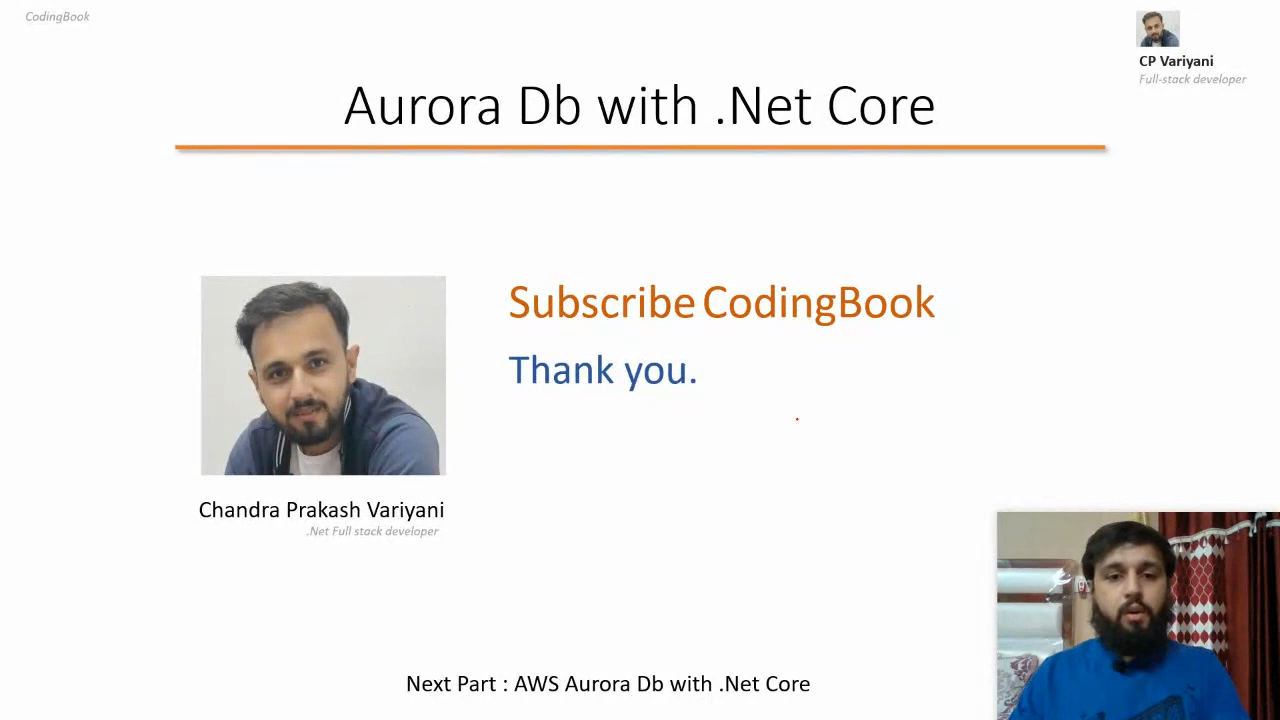 CodingBook
CP Variyani
Full-stack developer
Aurora Db with .Net Core
Subscribe CodingBook
Thank you.
Chandra Prakash Variyani
.Net Full stack developer
Next Part : AWS Aurora Db with .Net Core